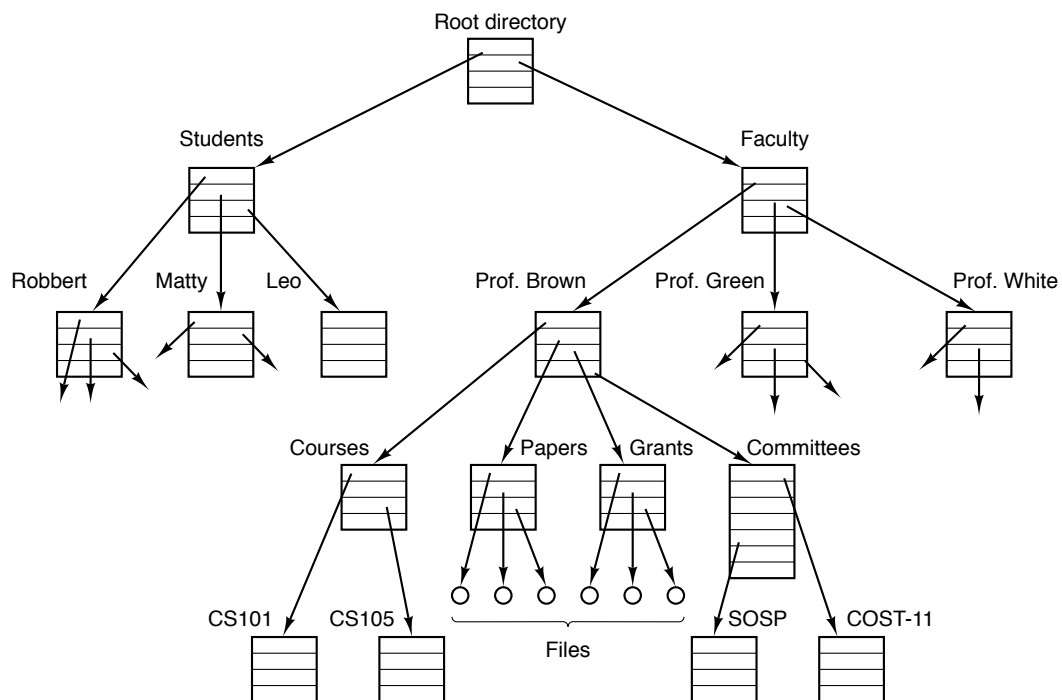 Root directory
Students
Faculty
Robbert
Matty
Leo
Prof. Brown
Prof. Green
Prof. White
Courses
Papers
Grants
Committees
CS101
CS105
Files
SOSP
COST-11